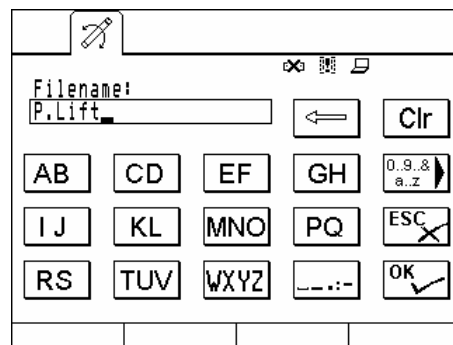 Filename:
P.Lift_
Clr
AB CD EF GH 0..9..& a..z
IJ KL MNO PQ ESC
RS TUV WXYZ _–.:- OK